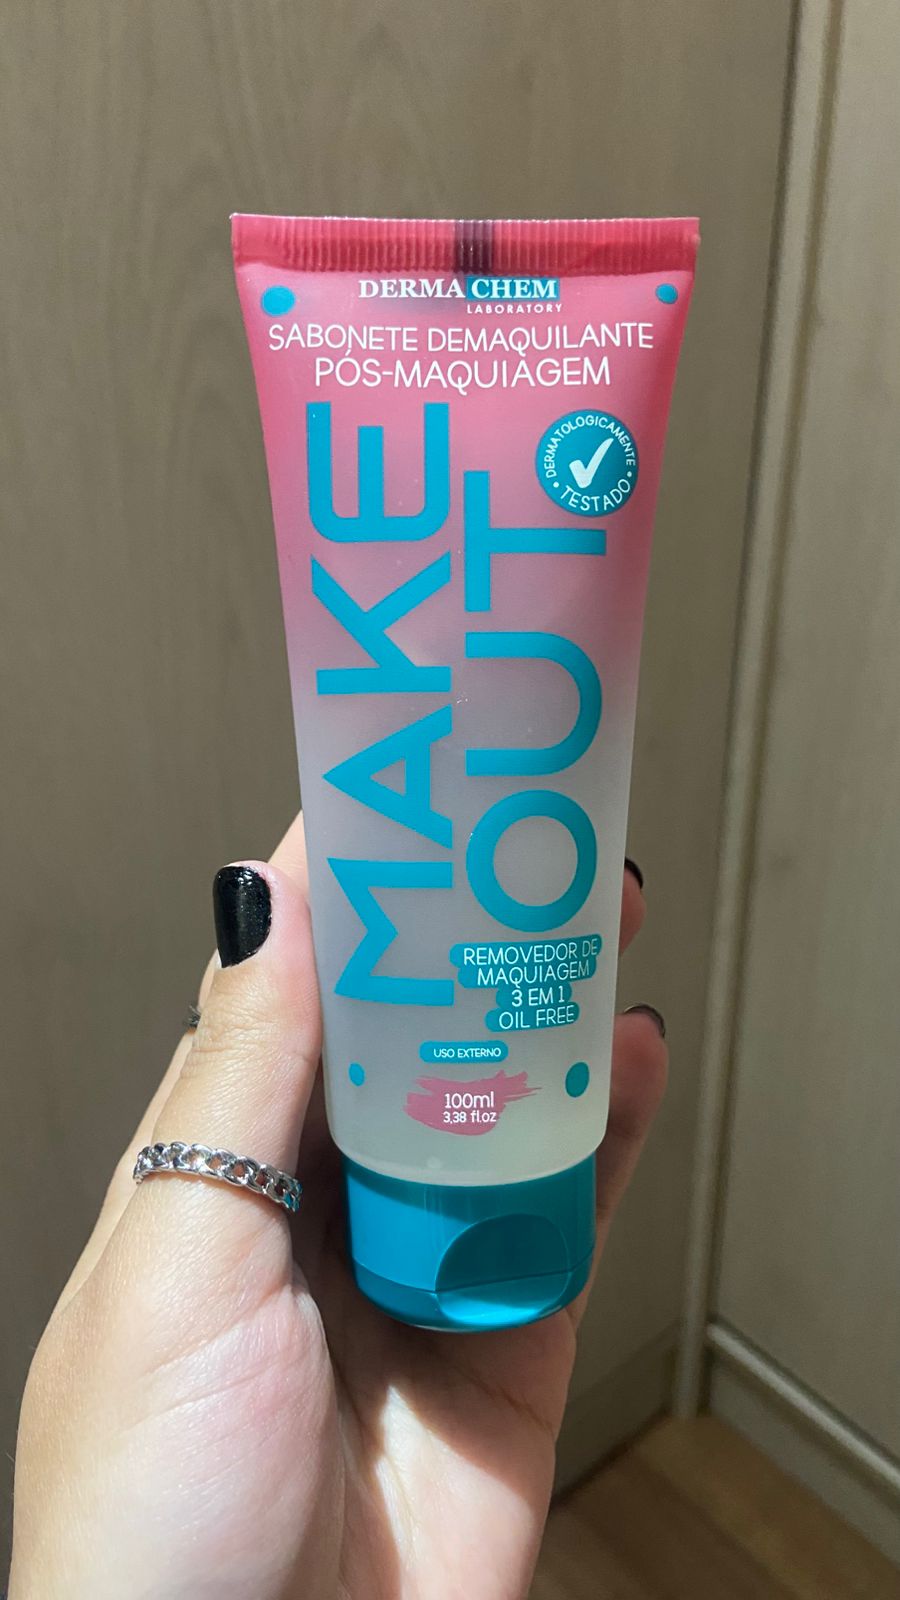 DERMA CHEM
LABORATORY
SABONETE DEMAQUILANTE
PÓS-MAQUIAGEM
DERMATOLOGICAMENTE
TESTADO
MAKE
OUT
REMOVEDOR DE
MAQUIAGEM
3 EM 1
OIL FREE
USO EXTERNO
100ml
3,38 fl.oz